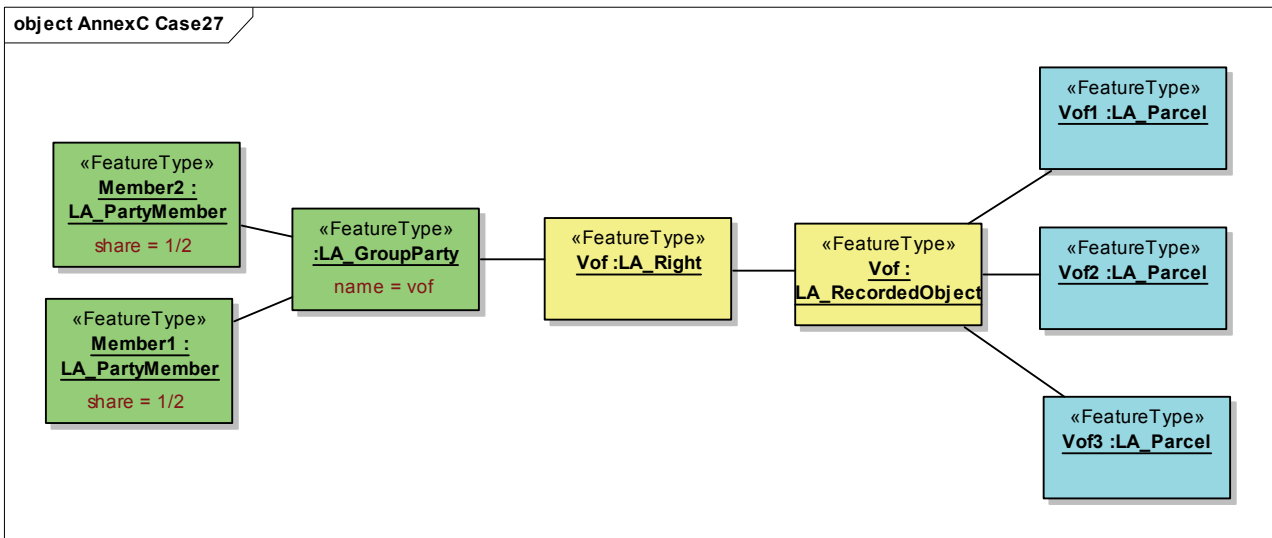 object AnnexC Case27
«FeatureType»
Member2 :
LA_PartyMember
share = 1/2
«FeatureType»
Member1 :
LA_PartyMember
share = 1/2
«FeatureType»
:LA_GroupParty
name = vof
«FeatureType»
Vof :LA_Right
«FeatureType»
Vof :
LA_RecordedObject
«FeatureType»
Vof1 :LA_Parcel
«FeatureType»
Vof2 :LA_Parcel
«FeatureType»
Vof3 :LA_Parcel